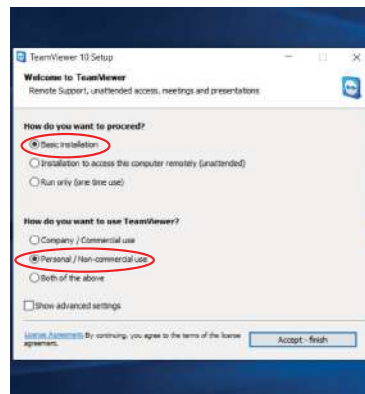 TeamViewer 10 Setup
Welcome to TeamViewer
Remote Support, unattended access, meetings and presentations
How do you want to proceed?
Basic installation
Installation to access this computer remotely (unattended)
Run only (one time use)
How do you want to use TeamViewer?
Company / Commercial use
Personal / Non-commercial use
Both of the above
Show advanced settings
License Agreement By continuing, you agree to the terms of the license
agreement.
Accept - finish